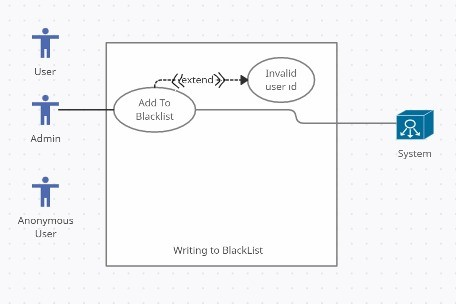 User
Admin
Anonymous
User
<<extend>>
Invalid
user id
Add To
Blacklist
Writing to BlackList
System